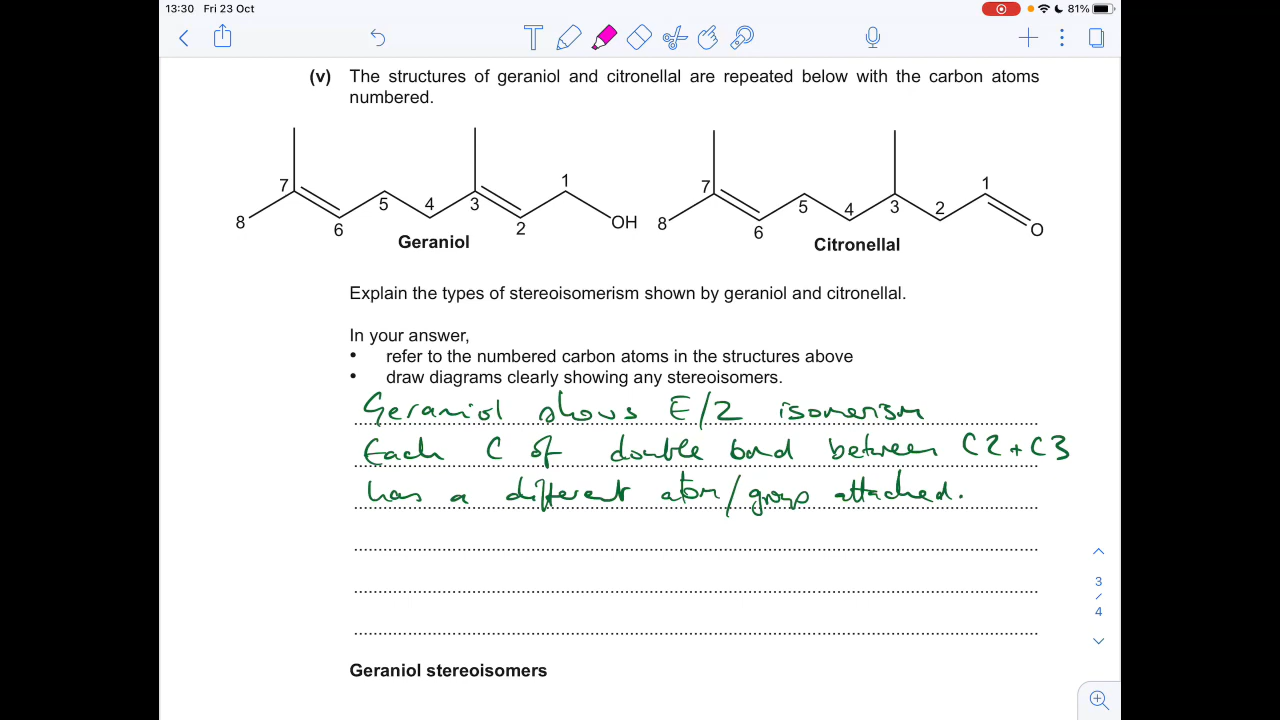 13:30 Fri 23 Oct 81%
(v) The structures of geraniol and citronellal are repeated below with the carbon atoms
numbered.
7 3 1
8 6 5 4 2 OH
Geraniol
7 1
8 6 5 4 3 2 O
Citronellal
Explain the types of stereoisomerism shown by geraniol and citronellal.
In your answer,
• refer to the numbered carbon atoms in the structures above
• draw diagrams clearly showing any stereoisomers.
Geraniol shows E/Z isomerism
Each C of double bond between C2 + C3
has a different atom/group attached.
3
/
4
Geraniol stereoisomers